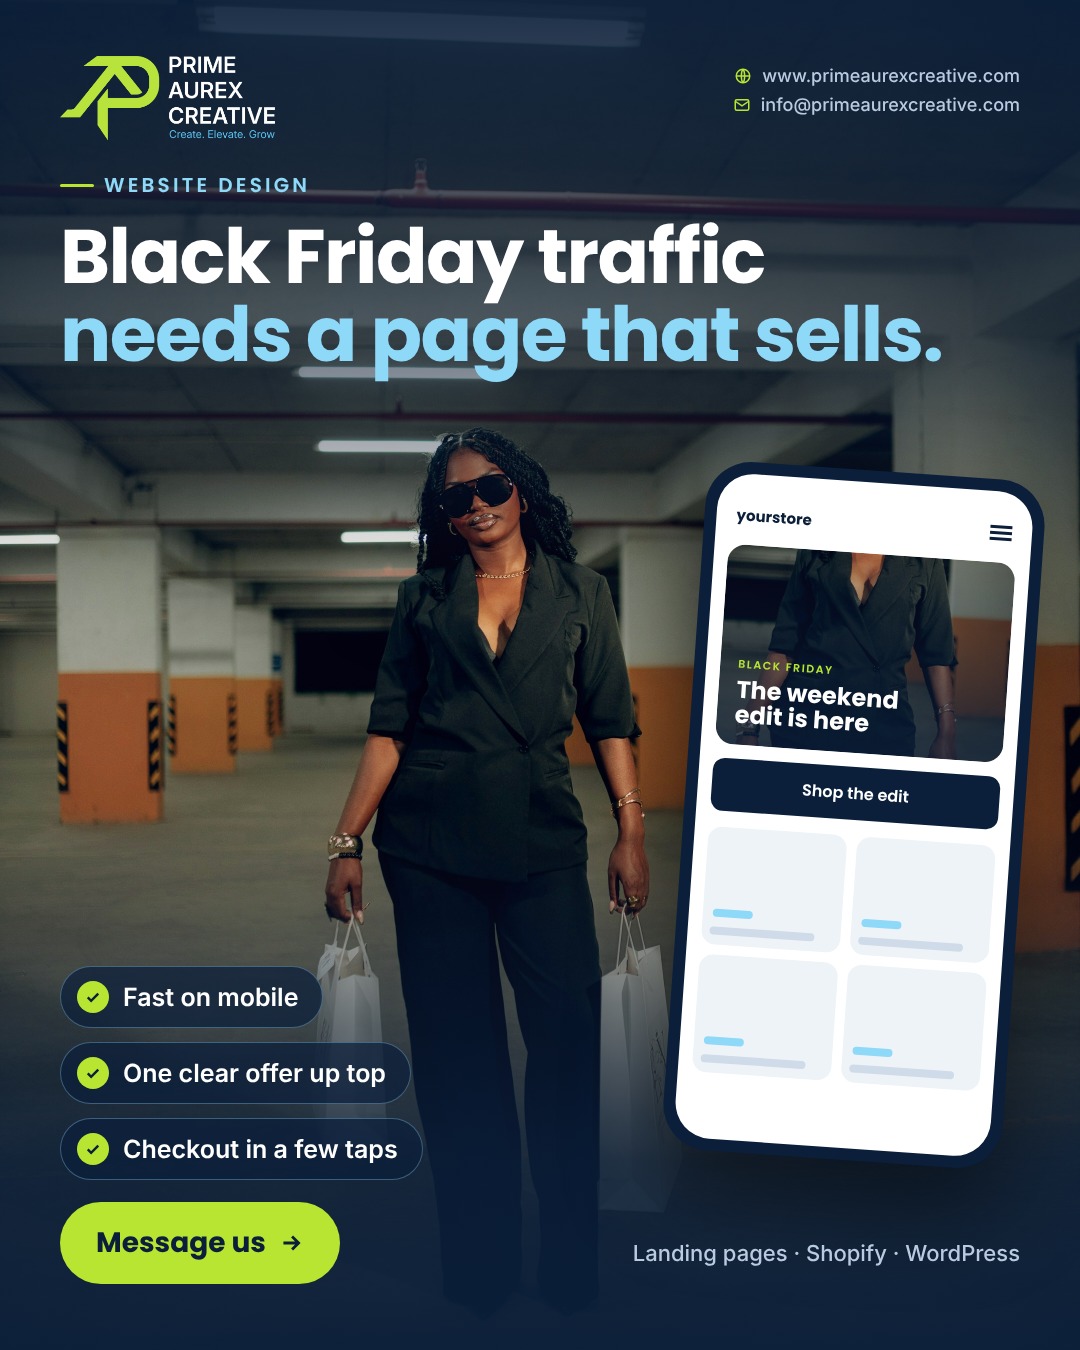 PRIME
AUREX
CREATIVE
Create. Elevate. Grow
www.primeaurexcreative.com
info@primeaurexcreative.com
WEBSITE DESIGN
Black Friday traffic
needs a page that sells.
yourstore
BLACK FRIDAY
The weekend
edit is here
Shop the edit
Fast on mobile
One clear offer up top
Checkout in a few taps
Message us →
Landing pages · Shopify · WordPress